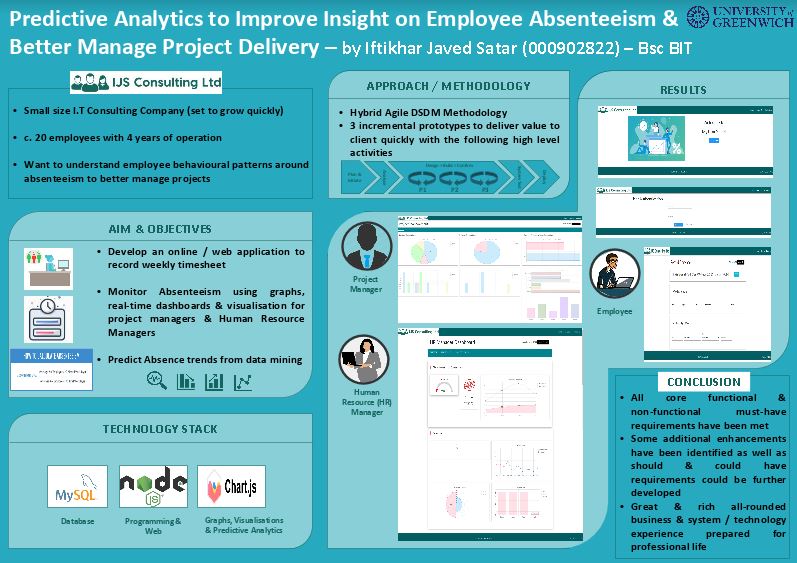 Predictive Analytics to Improve Insight on Employee Absenteeism &
Better Manage Project Delivery – by Iftikhar Javed Satar (000902822) – Bsc BIT
UNIVERSITY
of
GREENWICH
IJS Consulting Ltd
• Small size I.T Consulting Company (set to grow quickly)
• c. 20 employees with 4 years of operation
• Want to understand employee behavioural patterns around
absenteeism to better manage projects
AIM & OBJECTIVES
• Develop an online / web application to
record weekly timesheet
• Monitor Absenteeism using graphs,
real-time dashboards & visualisation for
project managers & Human Resource
Managers
• Predict Absence trends from data mining
TECHNOLOGY STACK
MySQL
node
JS
Chart.js
Database
Programming &
Web
Graphs, Visualisations
& Predictive Analytics
APPROACH / METHODOLOGY
• Hybrid Agile DSDM Methodology
• 3 incremental prototypes to deliver value to
client quickly with the following high level
activities
P1
P2
P3
Project
Manager
Human
Resource (HR)
Manager
IJS Consulting Ltd
HR Manager Dashboard
RESULTS
Employee
CONCLUSION
• All core functional &
non-functional must-have
requirements have been met
• Some additional enhancements
have been identified as well as
should & could have
requirements could be further
developed
• Great & rich all-rounded
business & system / technology
experience prepared for
professional life